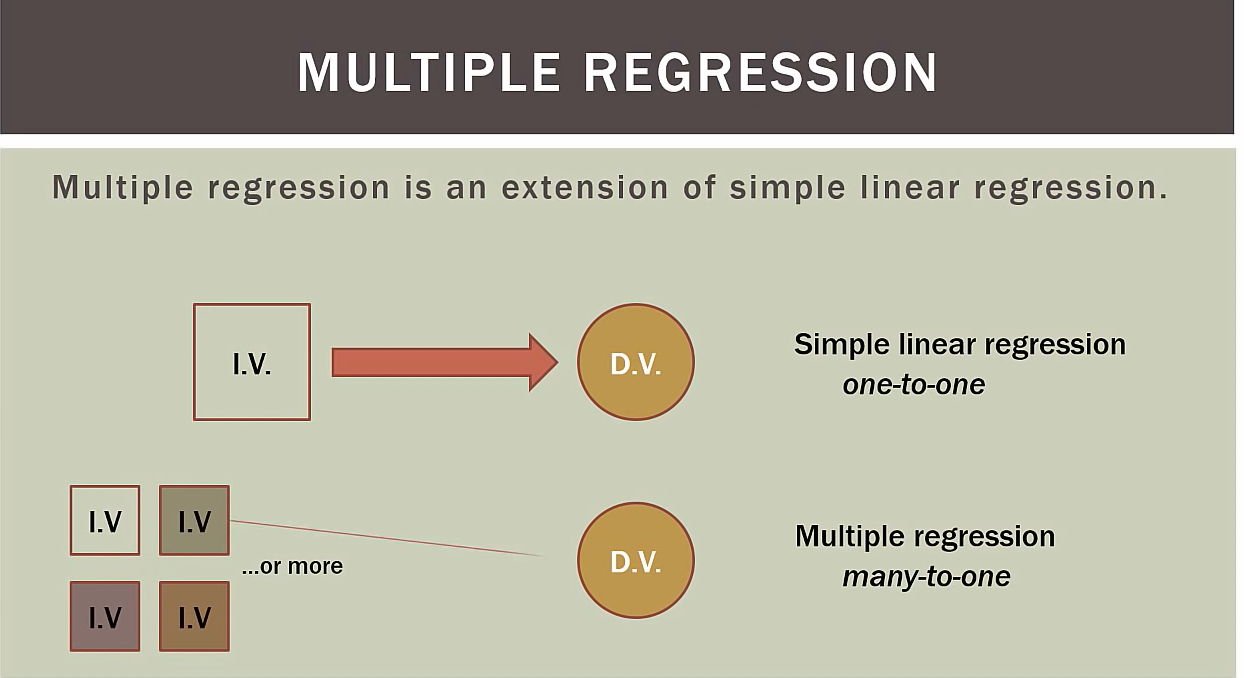 MULTIPLE REGRESSION
Multiple regression is an extension of simple linear regression.
I.V.
D.V.
Simple linear regression
one-to-one
I.V
I.V
...or more
I.V
I.V
D.V.
Multiple regression
many-to-one